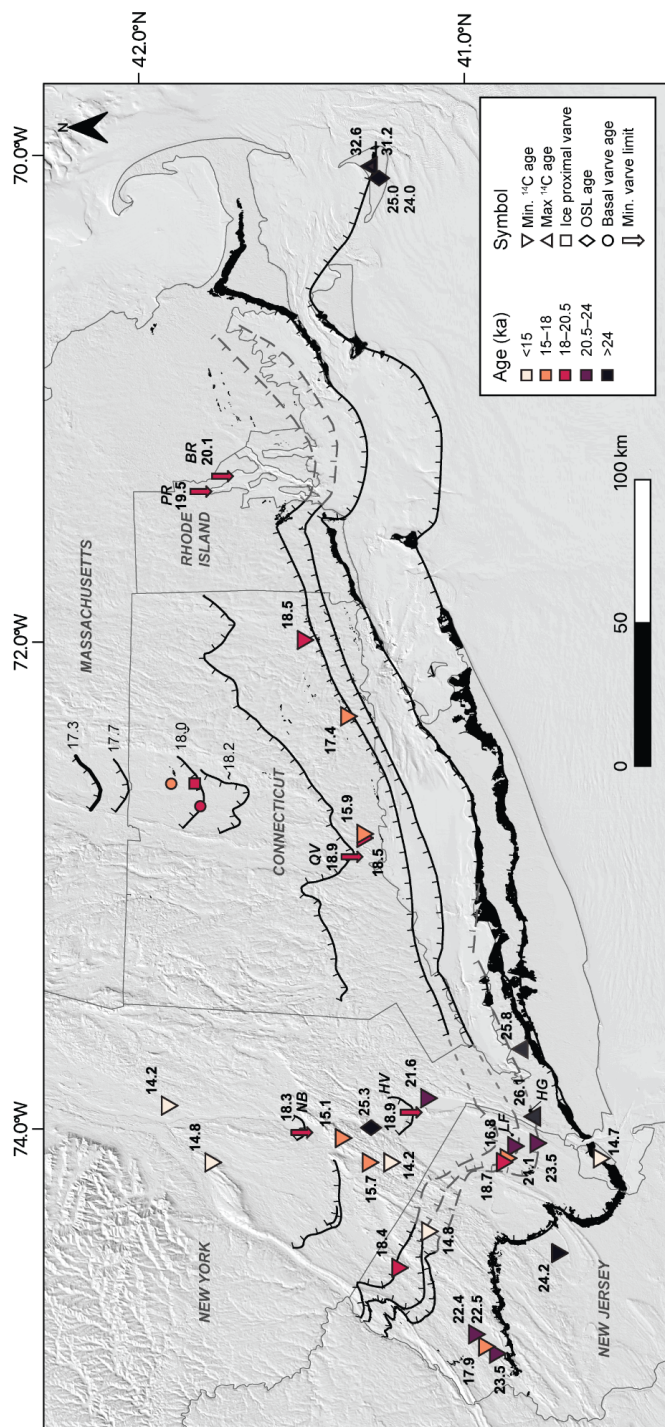 42.0°N
41.0°N
70.0°W
72.0°W
74.0°W
N
MASSACHUSETTS
RHODE
ISLAND
CONNECTICUT
NEW YORK
NEW JERSEY
17.3
17.7
18.0
~18.2
PR
19.5
BR
20.1
32.6
31.2
25.0
24.0
18.5
17.4
15.9
QV
18.9
18.5
14.2
14.8
18.3
NB
15.1
25.3
15.7
14.2
HV
18.9
21.6
25.8
26.1
HG
LF
16.8
18.7
21.1
23.5
14.7
18.4
14.8
24.2
22.4
22.5
17.9
23.5
Age (ka)
<15
15–18
18–20.5
20.5–24
>24
Symbol
Min. ¹⁴C age
Max ¹⁴C age
Ice proximal varve
OSL age
Basal varve age
Min. varve limit
0
50
100 km